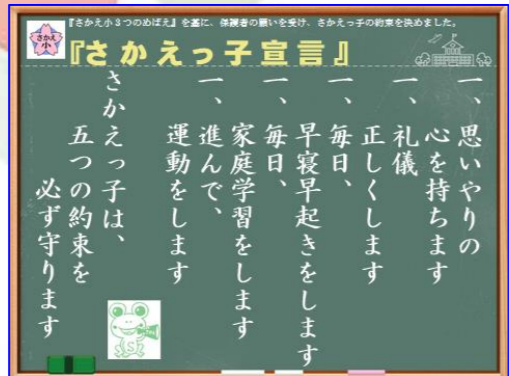 『さかえ小３つのめばえ』を基に、保護者の願いを受け、さかえっ子の約束を決めました。
さかえ
小
『さかえっ子宣言』
一、思いやりの
心を持ちます
一、礼儀
正しくします
一、毎日、
早寝早起きをします
一、毎日、
家庭学習をします
一、進んで、
運動をします
さかえっ子は、
五つの約束を
必ず守ります
S